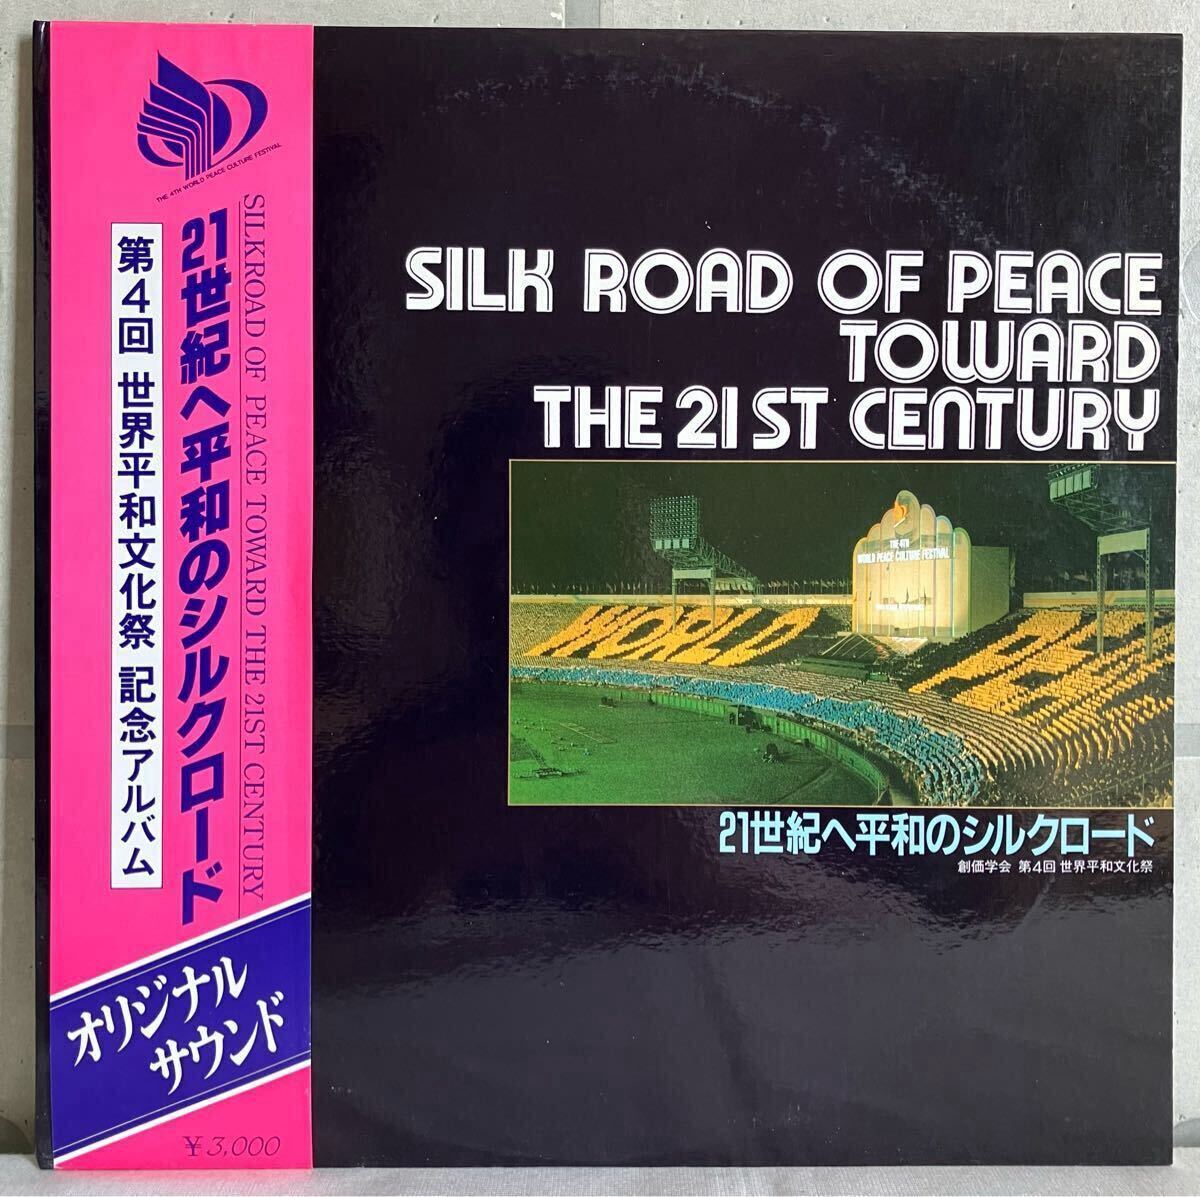 THE 4TH WORLD PEACE CULTURE FESTIVAL
SILKROAD OF PEACE TOWARD THE 21ST CENTURY
21世紀へ平和のシルクロード
第4回 世界平和文化祭 記念アルバム
オリジナル
サウンド
¥3,000
SILK ROAD OF PEACE
TOWARD
THE 21ST CENTURY
THE 4TH
WORLD PEACE CULTURE FESTIVAL
WORLD
21世紀へ平和のシルクロード
創価学会 第4回 世界平和文化祭